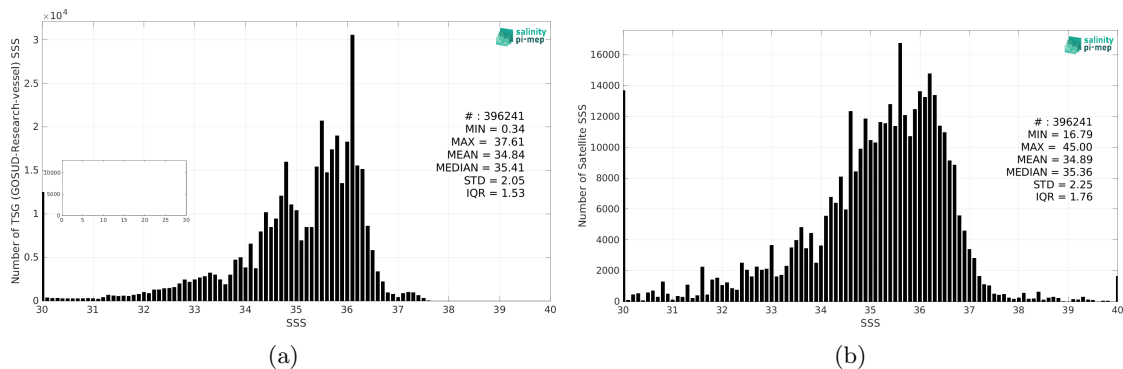 ×10⁴
3
2.5
2
1.5
1
0.5
0
Number of TSG (GOSUD-Research-vessel) SSS
salinity
pi-mep
# : 396241
MIN = 0.34
MAX = 37.61
MEAN = 34.84
MEDIAN = 35.41
STD = 2.05
IQR = 1.53
10000
5000
0
0 5 10 15 20 25 30
30 31 32 33 34 35 36 37 38 39 40
SSS
(a)
16000
14000
12000
10000
8000
6000
4000
2000
0
Number of Satellite SSS
salinity
pi-mep
# : 396241
MIN = 16.79
MAX = 45.00
MEAN = 34.89
MEDIAN = 35.36
STD = 2.25
IQR = 1.76
30 31 32 33 34 35 36 37 38 39 40
SSS
(b)